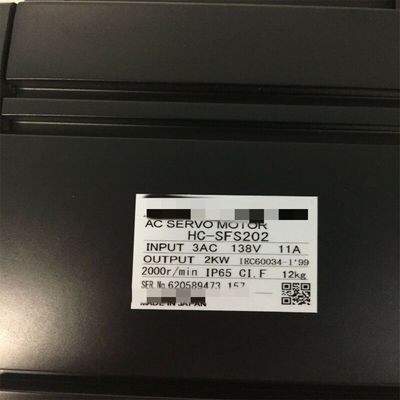 AC SERVO MOTOR
HC-SFS202
INPUT 3AC 138V 11A
OUTPUT 2KW IEC60034-1'99
2000r/min IP65 CI.F 12kg
SER.No.620589473 157
MADE IN JAPAN